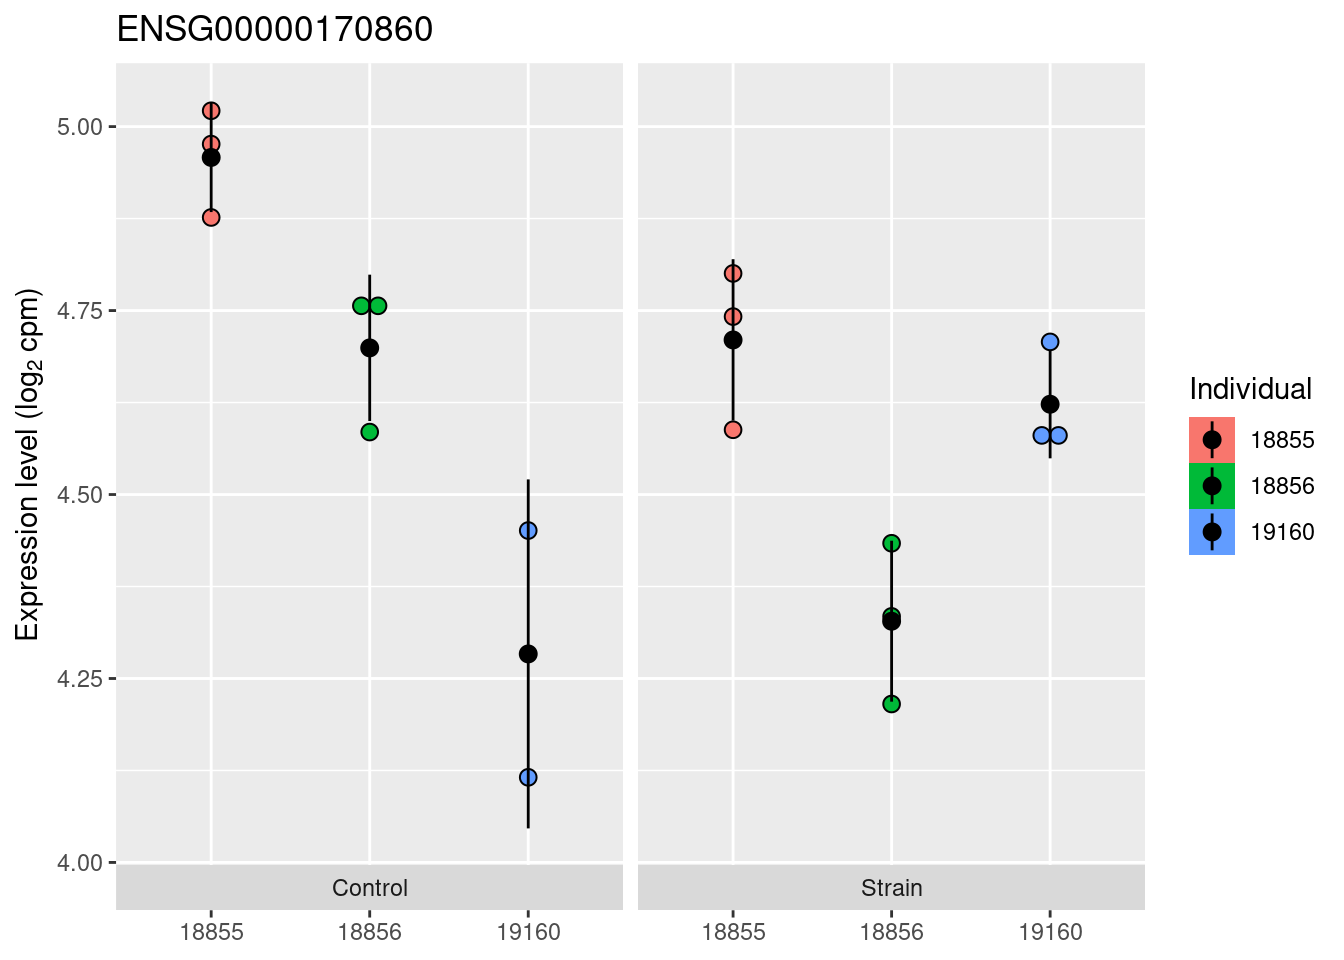 ENSG00000170860
Expression level (log₂ cpm)
5.00
4.75
4.50
4.25
4.00
Control
Strain
18855
18856
19160
18855
18856
19160
Individual
18855
18856
19160